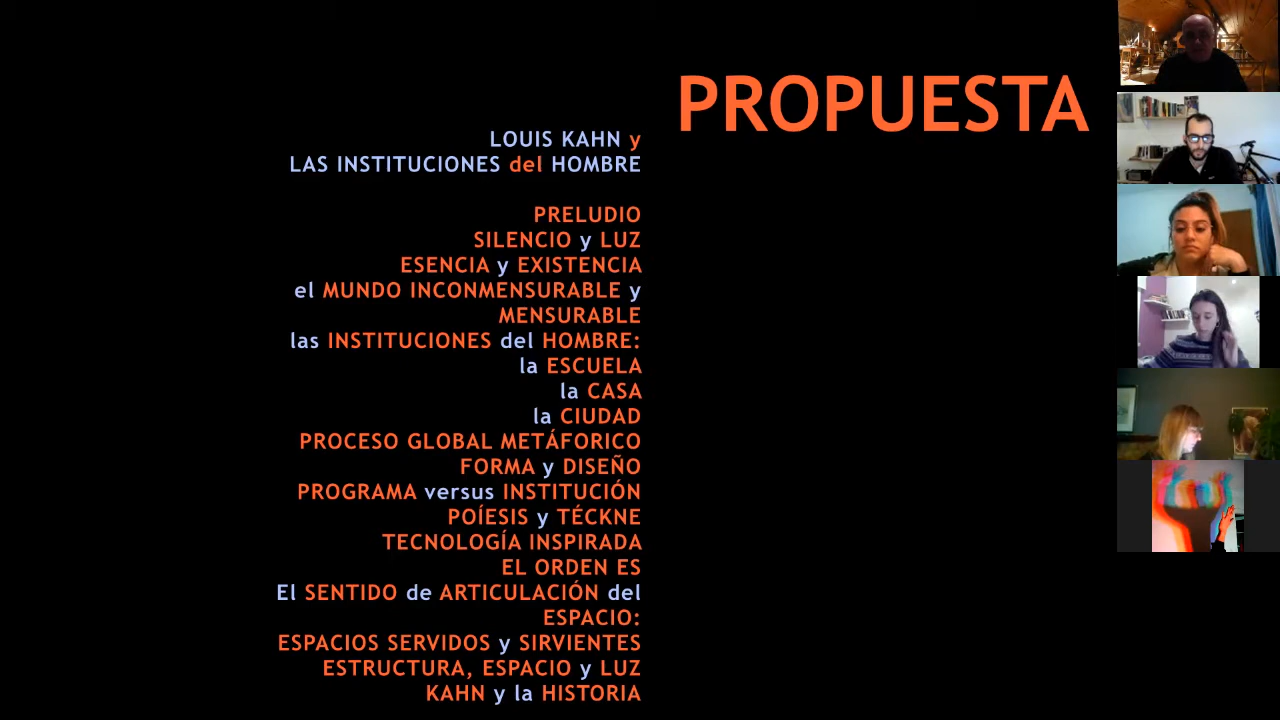 PROPUESTA
LOUIS KAHN y
LAS INSTITUCIONES del HOMBRE
PRELUDIO
SILENCIO y LUZ
ESENCIA y EXISTENCIA
el MUNDO INCONMENSURABLE y
MENSURABLE
las INSTITUCIONES del HOMBRE:
la ESCUELA
la CASA
la CIUDAD
PROCESO GLOBAL METÁFORICO
FORMA y DISEÑO
PROGRAMA versus INSTITUCIÓN
POÍESIS y TÉCKNE
TECNOLOGÍA INSPIRADA
EL ORDEN ES
El SENTIDO de ARTICULACIÓN del
ESPACIO:
ESPACIOS SERVIDOS y SIRVIENTES
ESTRUCTURA, ESPACIO y LUZ
KAHN y la HISTORIA